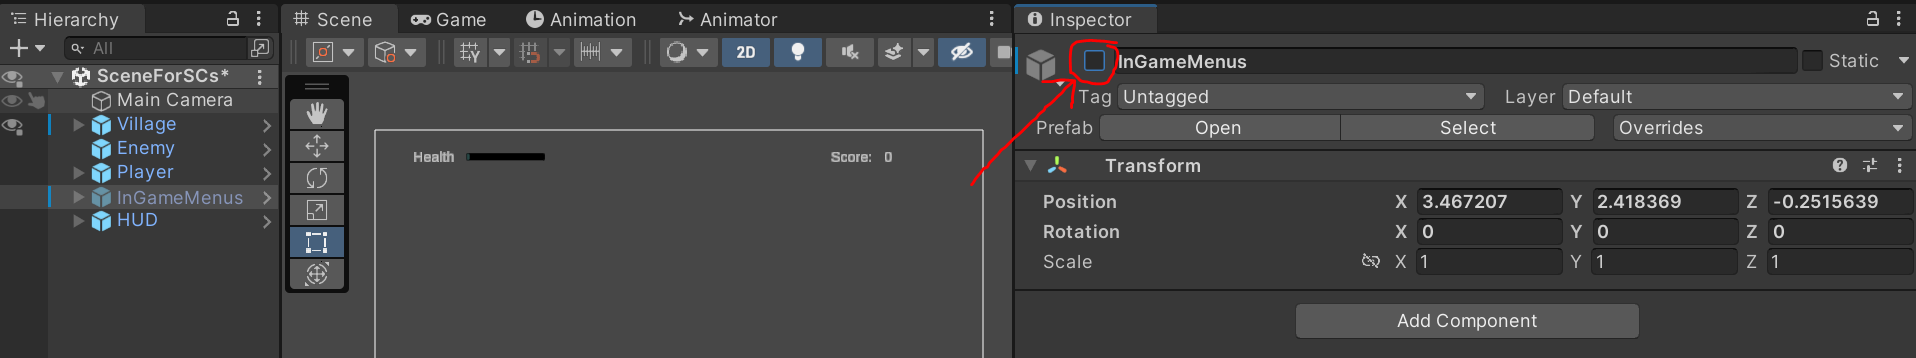 Hierarchy
All
SceneForSCs*
Main Camera
Village
Enemy
Player
InGameMenus
HUD
Scene
Game
Animation
Animator
2D
Health
Score: 0
Inspector
InGameMenus
Static
Tag Untagged
Layer Default
Prefab Open Select Overrides
Transform
Position X 3.467207 Y 2.418369 Z -0.2515639
Rotation X 0 Y 0 Z 0
Scale X 1 Y 1 Z 1
Add Component